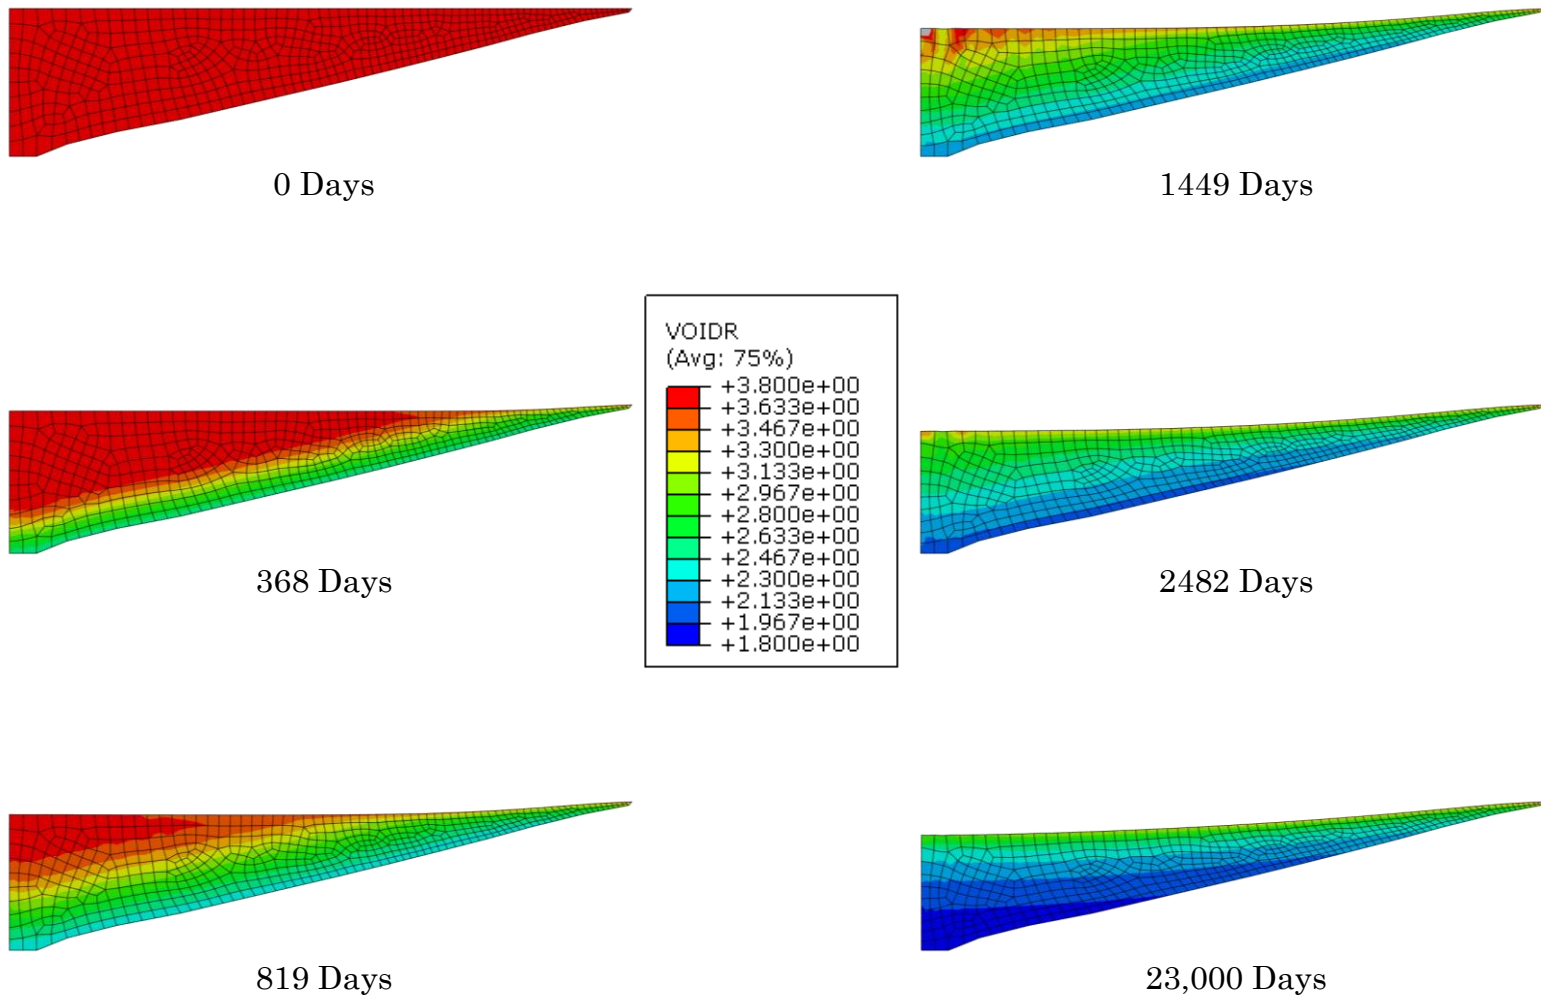 0 Days
1449 Days
VOIDR
(Avg: 75%)
+3.800e+00
+3.633e+00
+3.467e+00
+3.300e+00
+3.133e+00
+2.967e+00
+2.800e+00
+2.633e+00
+2.467e+00
+2.300e+00
+2.133e+00
+1.967e+00
+1.800e+00
368 Days
2482 Days
819 Days
23,000 Days